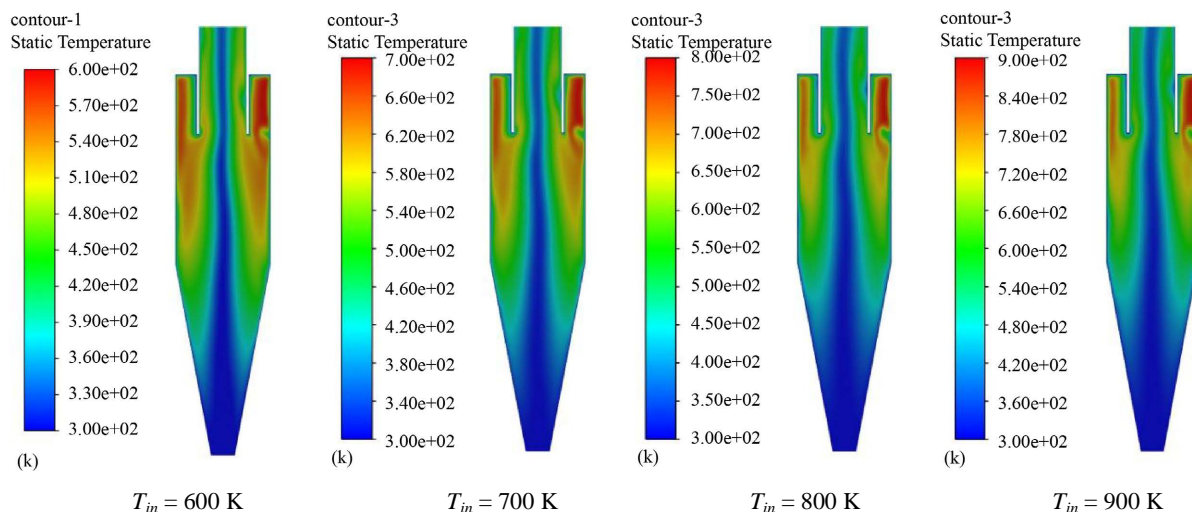 contour-1
Static Temperature
6.00e+02
5.70e+02
5.40e+02
5.10e+02
4.80e+02
4.50e+02
4.20e+02
3.90e+02
3.60e+02
3.30e+02
3.00e+02
(k)
T_in = 600 K
contour-3
Static Temperature
7.00e+02
6.60e+02
6.20e+02
5.80e+02
5.40e+02
5.00e+02
4.60e+02
4.20e+02
3.80e+02
3.40e+02
3.00e+02
(k)
T_in = 700 K
contour-3
Static Temperature
8.00e+02
7.50e+02
7.00e+02
6.50e+02
6.00e+02
5.50e+02
5.00e+02
4.50e+02
4.00e+02
3.50e+02
3.00e+02
(k)
T_in = 800 K
contour-3
Static Temperature
9.00e+02
8.40e+02
7.80e+02
7.20e+02
6.60e+02
6.00e+02
5.40e+02
4.80e+02
4.20e+02
3.60e+02
3.00e+02
(k)
T_in = 900 K